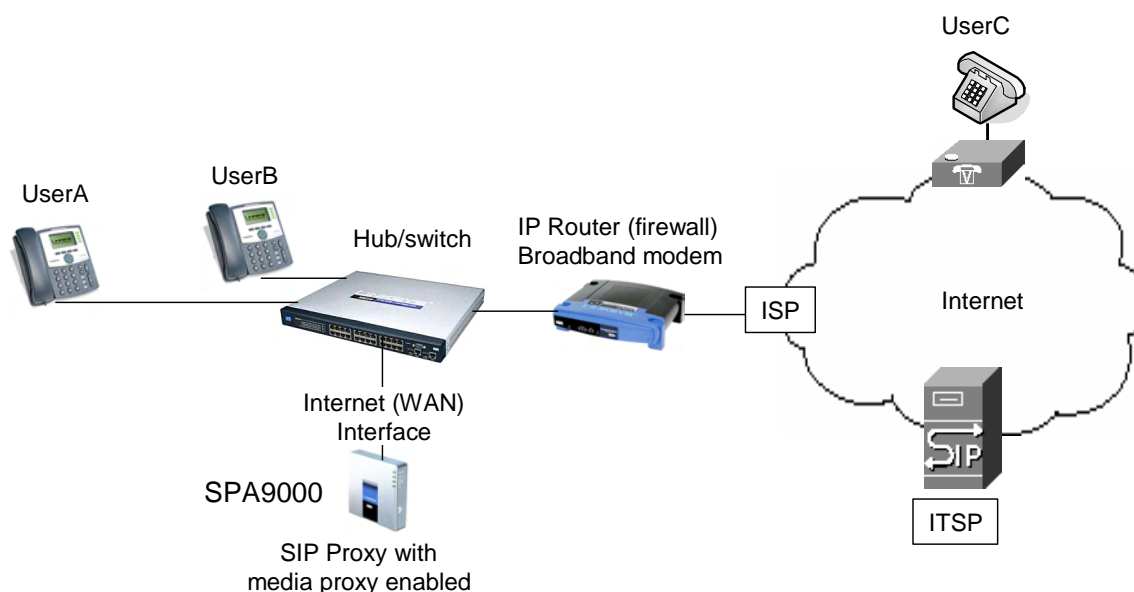 UserC
UserB
UserA
Hub/switch
IP Router (firewall)
Broadband modem
ISP
Internet
Internet (WAN)
Interface
SIP
SPA9000
ITSP
SIP Proxy with
media proxy enabled